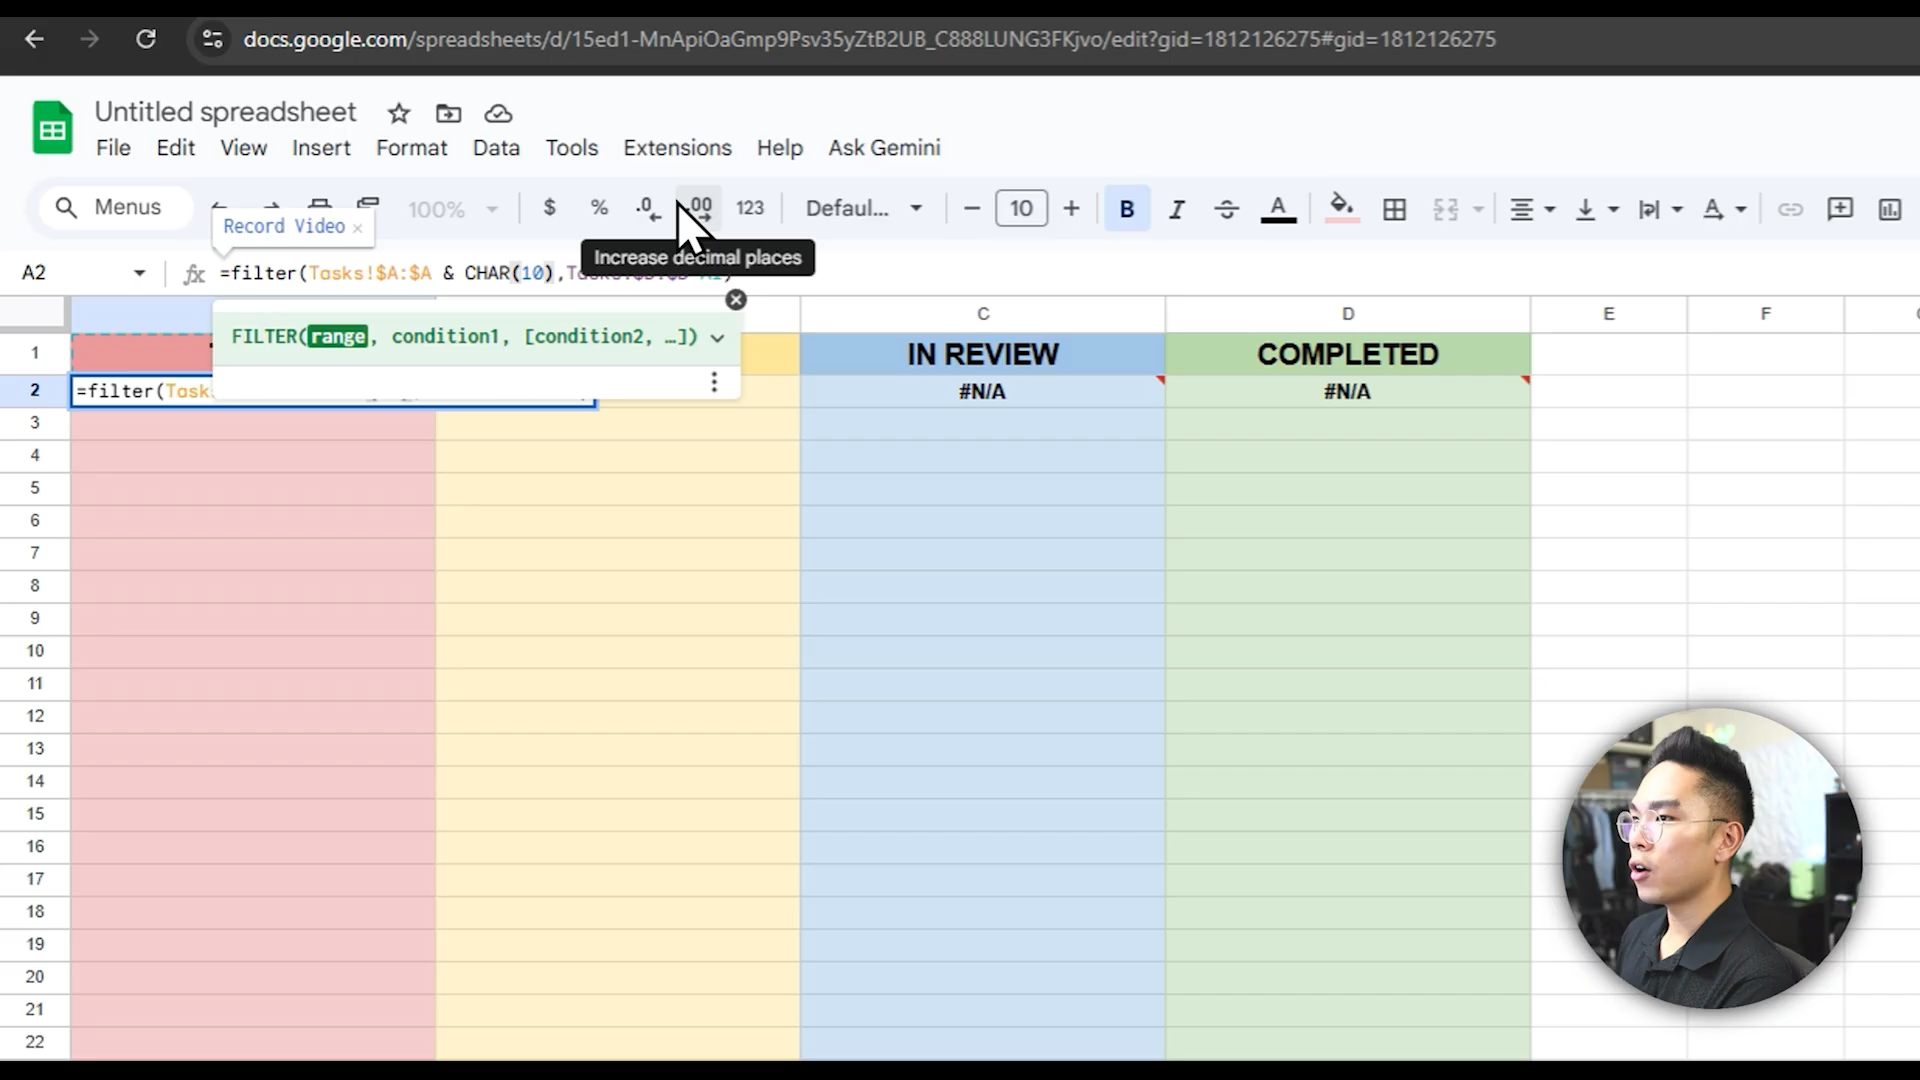 docs.google.com/spreadsheets/d/15ed1-MnApiOaGmp9Psv35yZtB2UB_C888LUNG3FKjvo/edit?gid=1812126275#gid=1812126275
Untitled spreadsheet
File Edit View Insert Format Data Tools Extensions Help Ask Gemini
Menus 100% $ % .0 .00 123 Defaul... 10 B I A
Record Video
Increase decimal places
A2 fx =filter(Tasks!$A:$A & CHAR(10),
A B C D E F
FILTER(range, condition1, [condition2, …])
1 IN REVIEW COMPLETED
2 =filter(Task #N/A #N/A
3
4
5
6
7
8
9
10
11
12
13
14
15
16
17
18
19
20
21
22